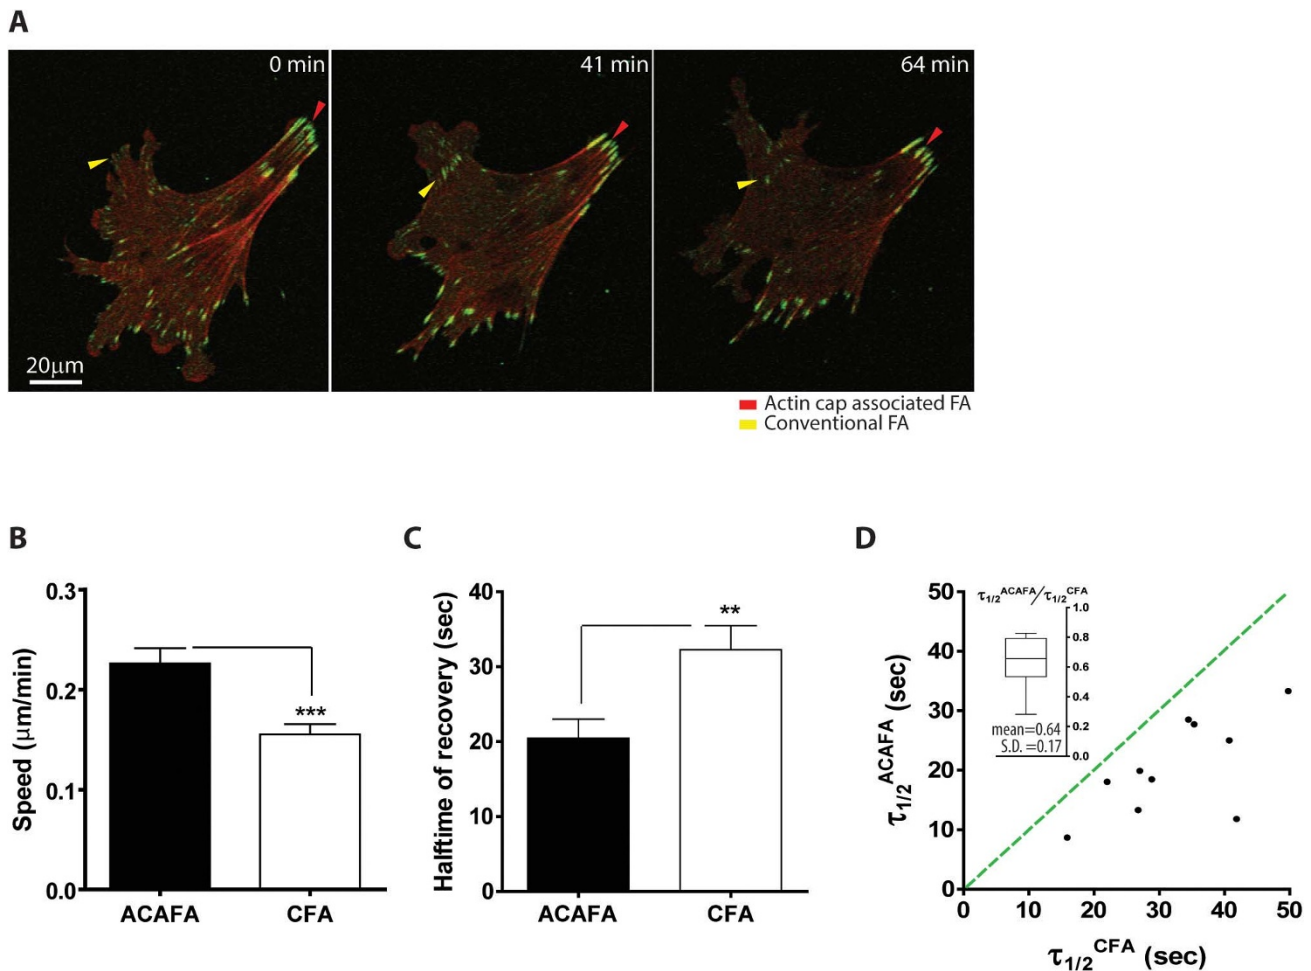 A
0 min
41 min
64 min
20μm
Actin cap associated FA
Conventional FA
B
Speed (μm/min)
0.3
0.2
0.1
0.0
***
ACAFA
CFA
C
Halftime of recovery (sec)
40
30
20
10
0
**
ACAFA
CFA
D
τ1/2ACAFA (sec)
50
40
30
20
10
0
τ1/2ACAFA/τ1/2CFA
1.0
0.8
0.6
0.4
0.2
0.0
mean=0.64
S.D. =0.17
0
10
20
30
40
50
τ1/2CFA (sec)